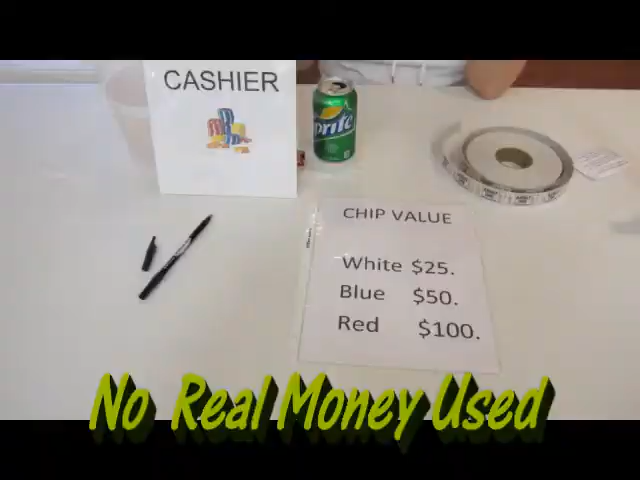 CASHIER
Sprite
CHIP VALUE
White $25.
Blue $50.
Red $100.
No Real Money Used